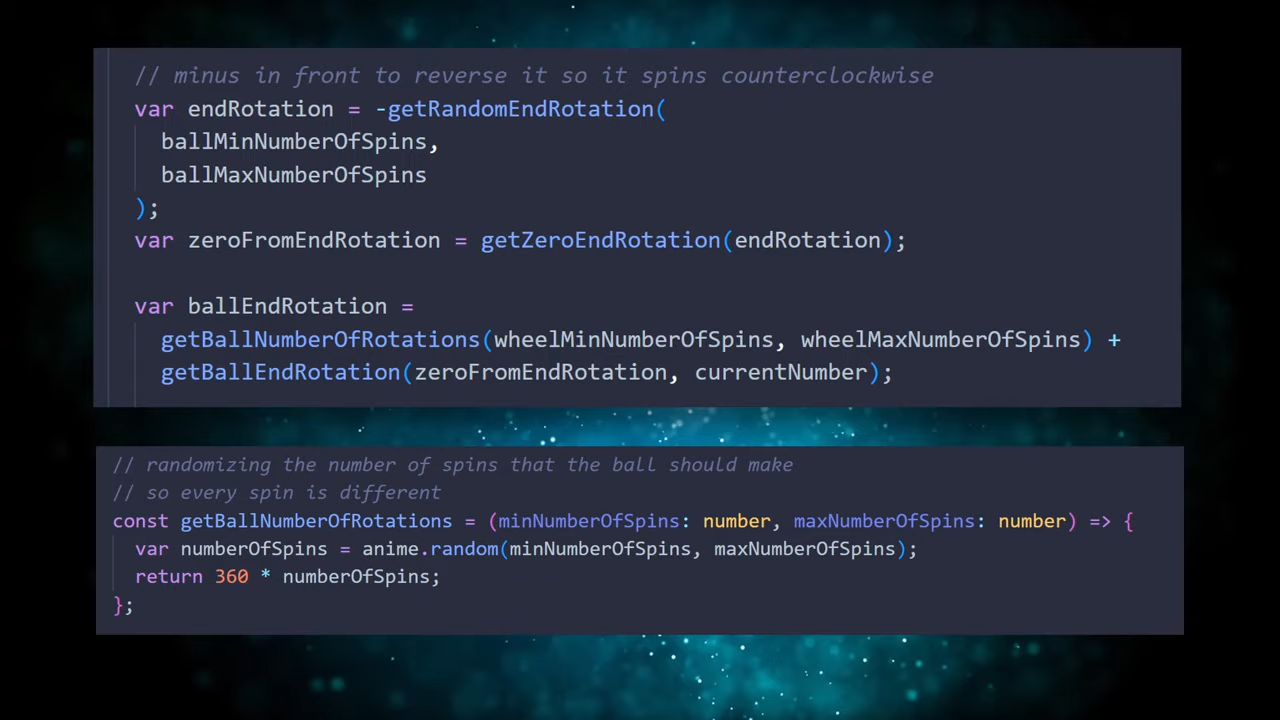 // minus in front to reverse it so it spins counterclockwise
var endRotation = -getRandomEndRotation(
ballMinNumberOfSpins,
ballMaxNumberOfSpins
);
var zeroFromEndRotation = getZeroEndRotation(endRotation);
var ballEndRotation =
getBallNumberOfRotations(wheelMinNumberOfSpins, wheelMaxNumberOfSpins) +
getBallEndRotation(zeroFromEndRotation, currentNumber);
// randomizing the number of spins that the ball should make
// so every spin is different
const getBallNumberOfRotations = (minNumberOfSpins: number, maxNumberOfSpins: number) => {
var numberOfSpins = anime.random(minNumberOfSpins, maxNumberOfSpins);
return 360 * numberOfSpins;
};